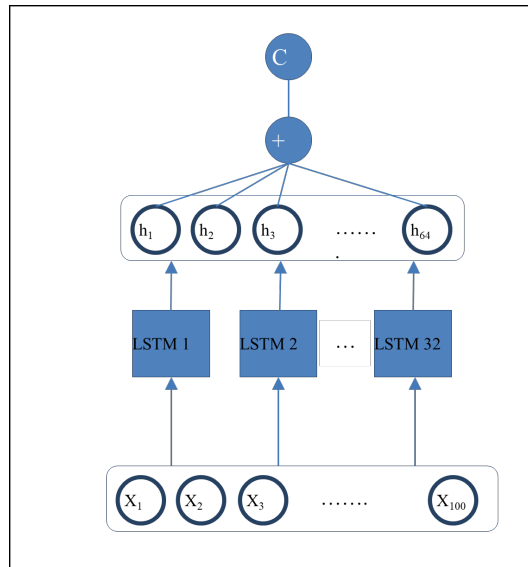 C
+
h₁ h₂ h₃ ...... h₆₄
.
LSTM 1 LSTM 2 ... LSTM 32
X₁ X₂ X₃ ....... X₁₀₀